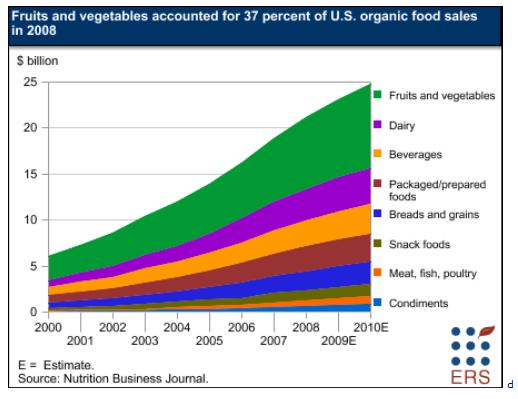 Fruits and vegetables accounted for 37 percent of U.S. organic food sales
in 2008
$ billion
25
20
15
10
5
0
Fruits and vegetables
Dairy
Beverages
Packaged/prepared
foods
Breads and grains
Snack foods
Meat, fish, poultry
Condiments
2000
2001
2002
2003
2004
2005
2006
2007
2008
2009E
2010E
E = Estimate.
Source: Nutrition Business Journal.
ERS
d